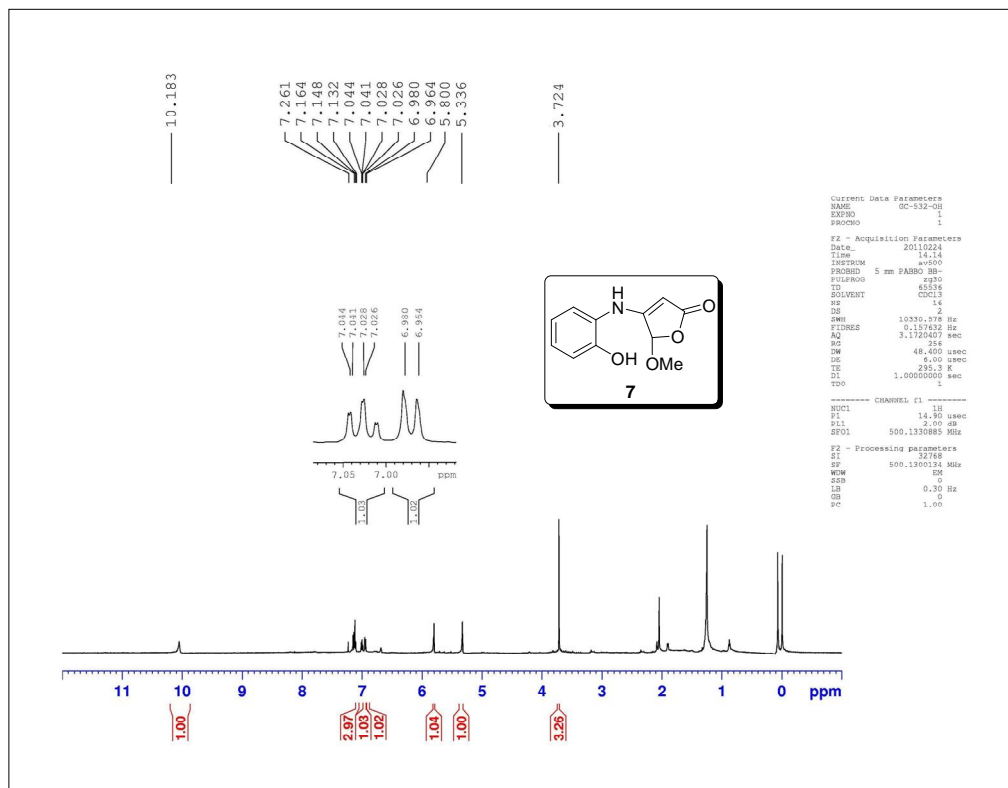 10.183
7.261
7.164
7.148
7.132
7.044
7.041
7.028
7.026
6.980
6.964
5.800
5.336
3.724
Current Data Parameters
NAME GC-532-OH
EXPNO 1
PROCNO 1
F2 - Acquisition Parameters
Date_ 20110224
Time 14.14
INSTRUM av500
PROBHD 5 mm PABBO BB-
PULPROG zg30
TD 65536
SOLVENT CDCl3
NS 16
DS 2
SWH 10330.578 Hz
FIDRES 0.157632 Hz
AQ 3.1720407 sec
RG 256
DW 48.400 usec
DE 6.00 usec
TE 295.3 K
D1 1.00000000 sec
TD0 1
======== CHANNEL f1 ========
NUC1 1H
P1 14.90 usec
PL1 2.00 dB
SFO1 500.1330885 MHz
F2 - Processing parameters
SI 32768
SF 500.1300134 MHz
WDW EM
SSB 0
LB 0.30 Hz
GB 0
PC 1.00
H
N
O
O
OH
OMe
7
7.044
7.041
7.028
7.026
6.980
6.964
7.05 7.00 ppm
1.03
1.02
11 10 9 8 7 6 5 4 3 2 1 0 ppm
1.00
2.97
1.03
1.02
1.04
1.00
3.26